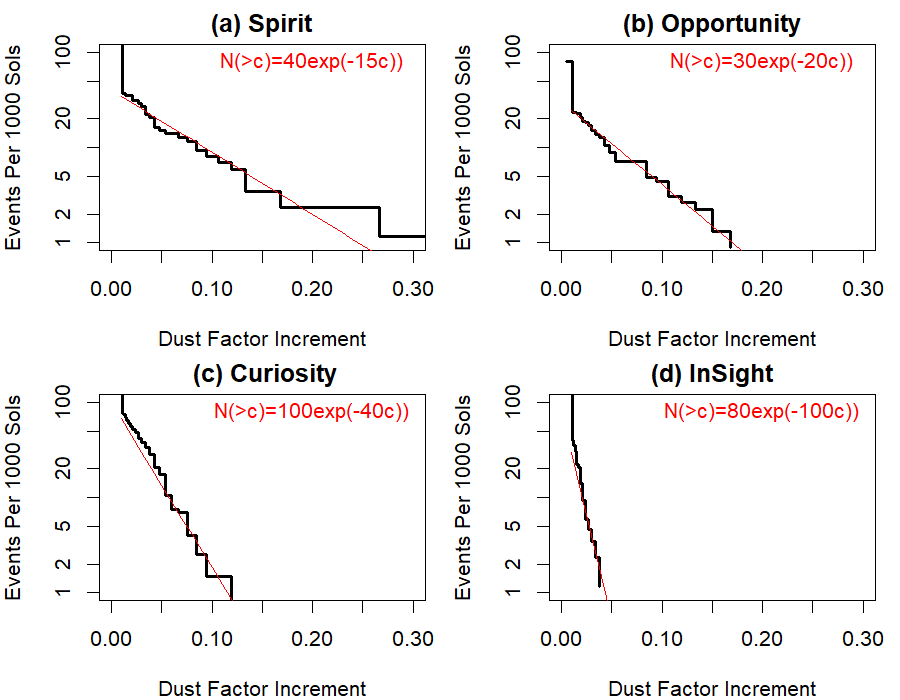 (a) Spirit
N(>c)=40exp(-15c))
Events Per 1000 Sols
100
20
5
2
1
0.00 0.10 0.20 0.30
Dust Factor Increment
(b) Opportunity
N(>c)=30exp(-20c))
Events Per 1000 Sols
100
20
5
2
1
0.00 0.10 0.20 0.30
Dust Factor Increment
(c) Curiosity
N(>c)=100exp(-40c))
Events Per 1000 Sols
100
20
5
2
1
0.00 0.10 0.20 0.30
Dust Factor Increment
(d) InSight
N(>c)=80exp(-100c))
Events Per 1000 Sols
100
20
5
2
1
0.00 0.10 0.20 0.30
Dust Factor Increment